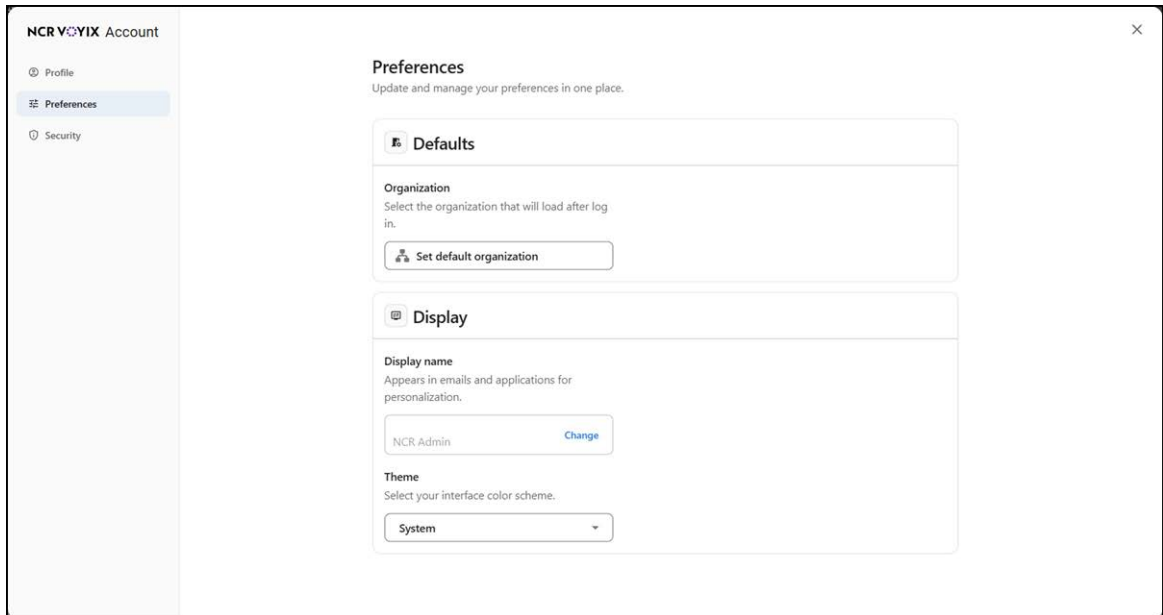 NCR VOYIX Account
Profile
Preferences
Security
Preferences
Update and manage your preferences in one place.
Defaults
Organization
Select the organization that will load after log
in.
Set default organization
Display
Display name
Appears in emails and applications for
personalization.
NCR Admin
Change
Theme
Select your interface color scheme.
System